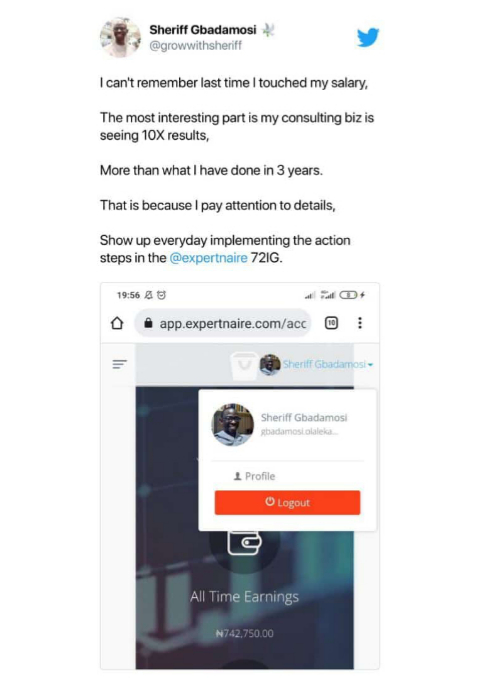 Sheriff Gbadamosi
@growwithsheriff
I can't remember last time I touched my salary,
The most interesting part is my consulting biz is
seeing 10X results,
More than what I have done in 3 years.
That is because I pay attention to details,
Show up everyday implementing the action
steps in the @expertnaire 72IG.
19:56
app.expertnaire.com/acc
10
Sheriff Gbadamosi
Sheriff Gbadamosi
gbadamosi.olaleka...
Profile
Logout
All Time Earnings
₦742,750.00